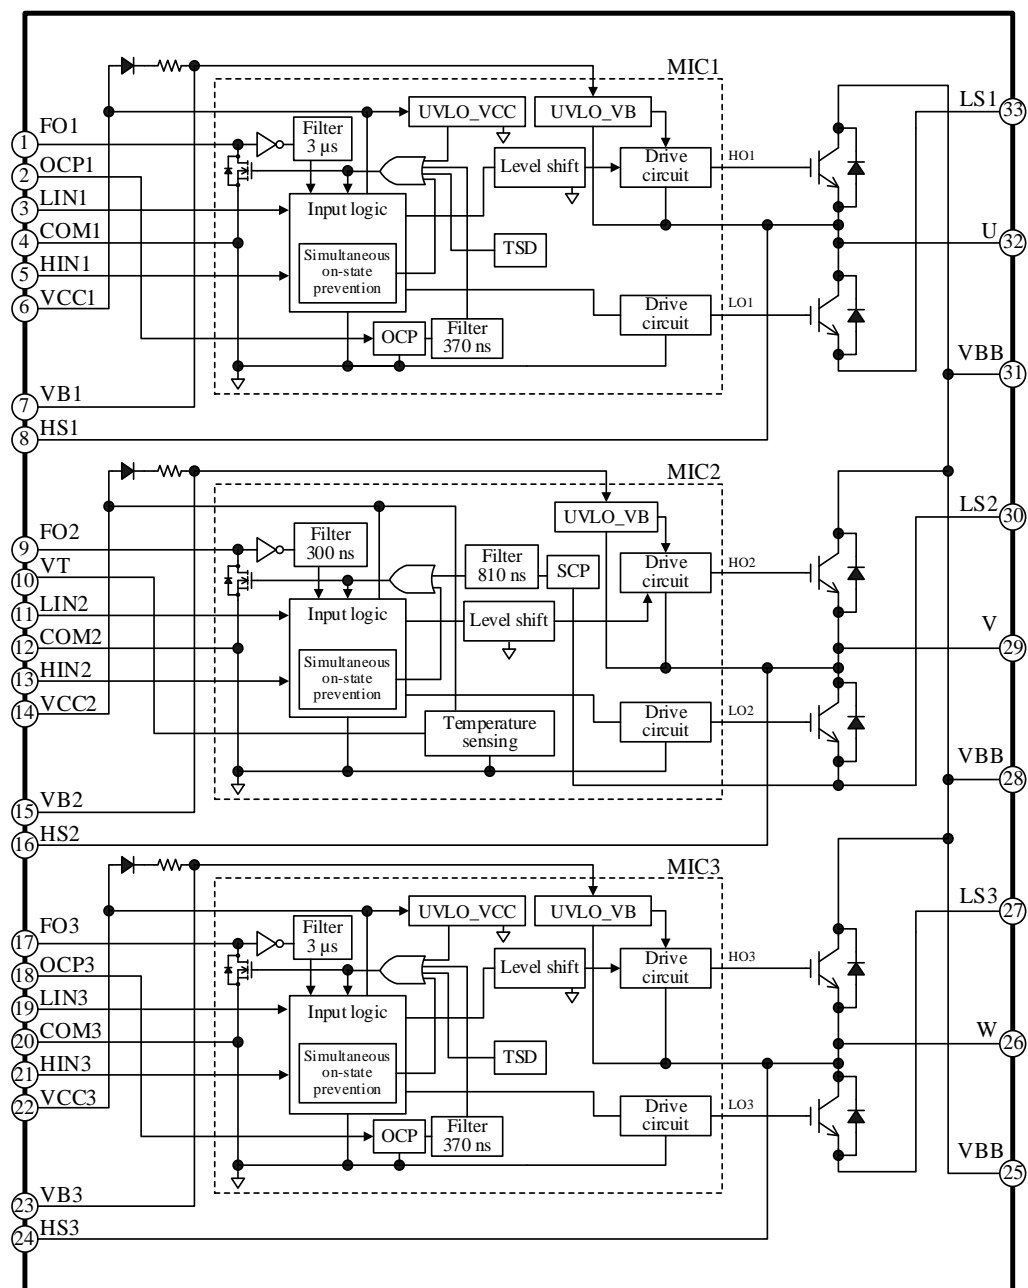 MIC1
FO1
1
OCP1
2
LIN1
3
COM1
4
HIN1
5
VCC1
6
VB1
7
HS1
8
UVLO_VCC
UVLO_VB
Filter
3 µs
Level shift
Drive
circuit
HO1
Input logic
Simultaneous
on-state
prevention
TSD
OCP
Filter
370 ns
Drive
circuit
LO1
LS1
33
U
32
VBB
31
MIC2
FO2
9
VT
10
LIN2
11
COM2
12
HIN2
13
VCC2
14
VB2
15
HS2
16
UVLO_VB
Filter
300 ns
Filter
810 ns
SCP
Drive
circuit
HO2
Input logic
Level shift
Simultaneous
on-state
prevention
Temperature
sensing
Drive
circuit
LO2
LS2
30
V
29
VBB
28
MIC3
FO3
17
OCP3
18
LIN3
19
COM3
20
HIN3
21
VCC3
22
VB3
23
HS3
24
UVLO_VCC
UVLO_VB
Filter
3 µs
Level shift
Drive
circuit
HO3
Input logic
Simultaneous
on-state
prevention
TSD
OCP
Filter
370 ns
Drive
circuit
LO3
LS3
27
W
26
VBB
25